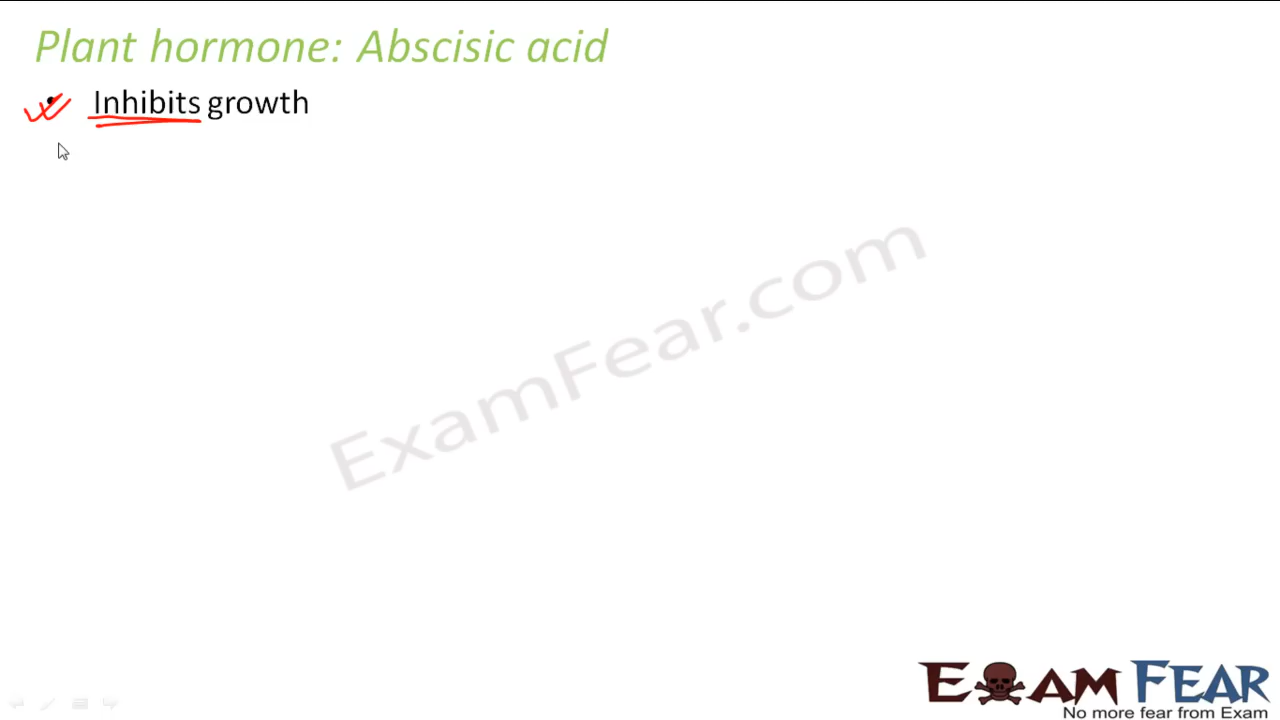 Plant hormone: Abscisic acid
• Inhibits growth
ExamFear.com
EXAM FEAR
No more fear from Exam